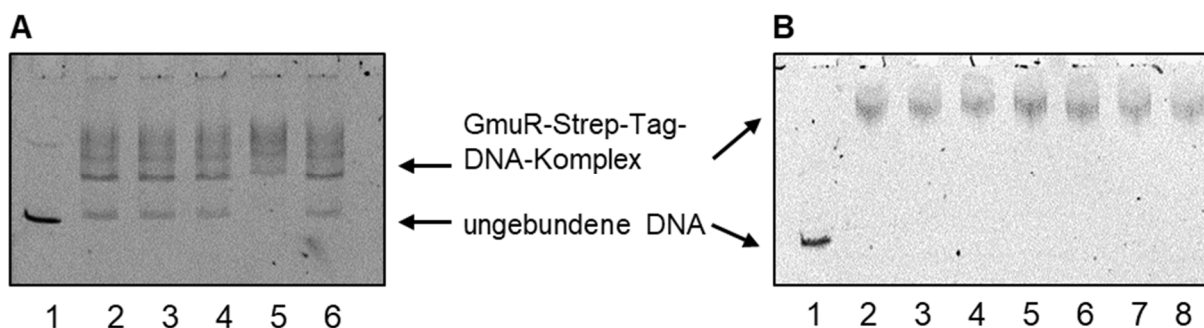 A
B
GmuR-Strep-Tag-
DNA-Komplex
ungebundene DNA
1 2 3 4 5 6
1 2 3 4 5 6 7 8